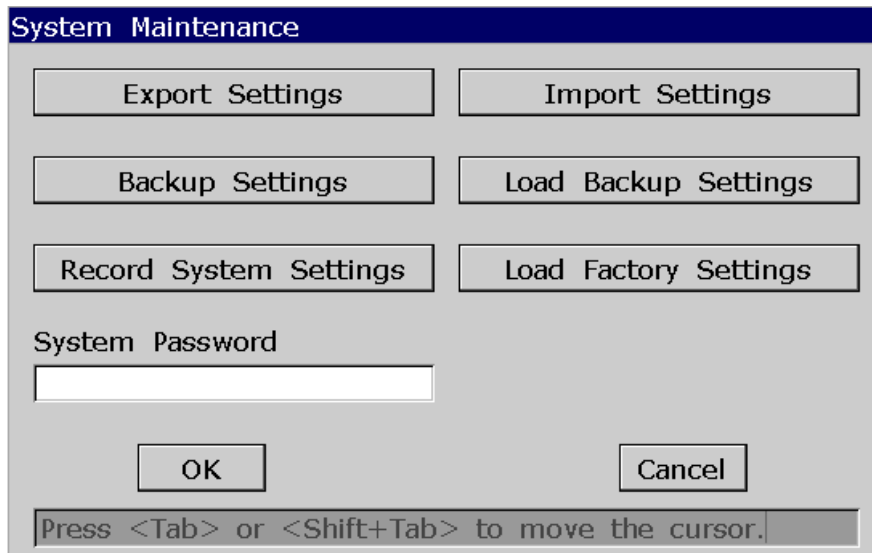 System Maintenance
Export Settings
Import Settings
Backup Settings
Load Backup Settings
Record System Settings
Load Factory Settings
System Password
OK
Cancel
Press <Tab> or <Shift+Tab> to move the cursor.